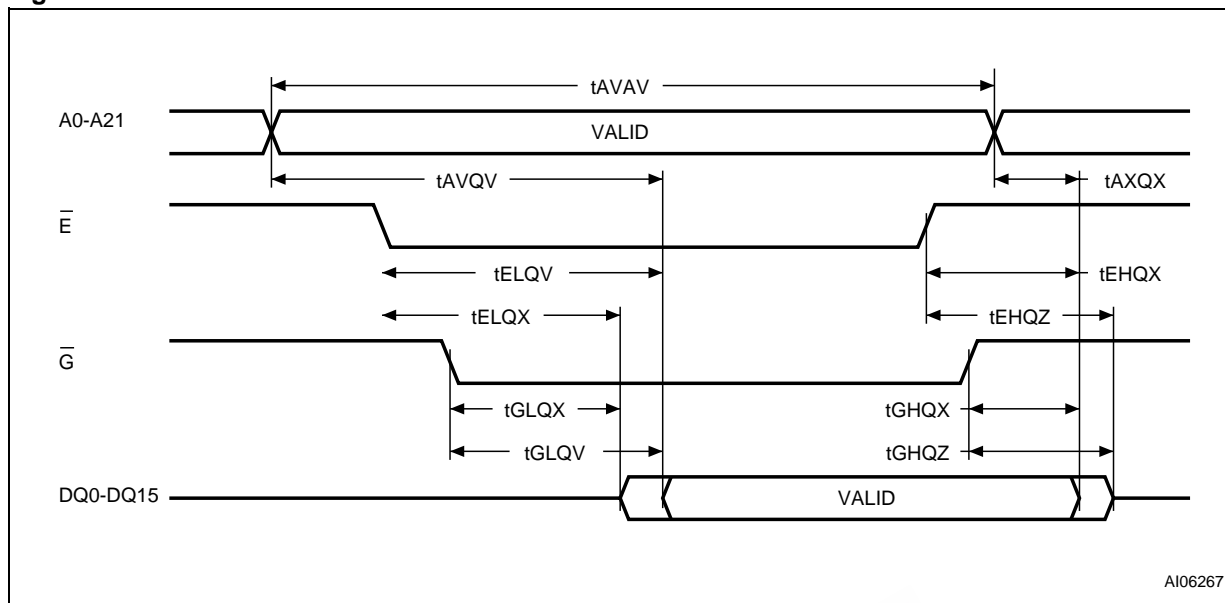 tAVAV
A0-A21
VALID
tAVQV
tAXQX
E̅
tELQV
tEHQX
tELQX
tEHQZ
G̅
tGLQX
tGHQX
tGLQV
tGHQZ
DQ0-DQ15
VALID
AI06267